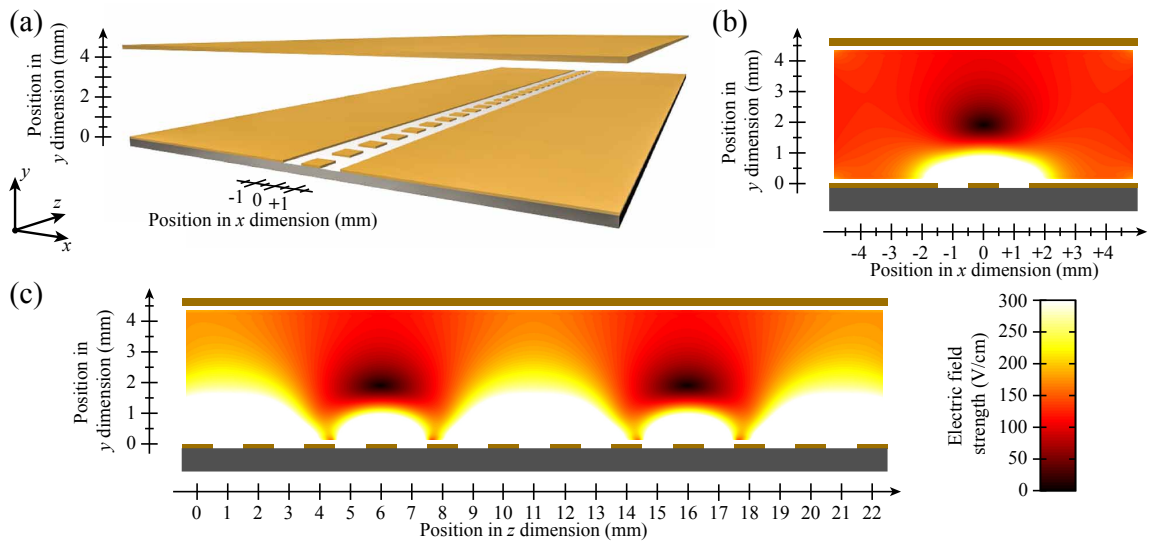 (a)
Position in
y dimension (mm)
4
3
2
1
0
-1 0 +1
Position in x dimension (mm)
y
z
x
(b)
Position in
y dimension (mm)
4
3
2
1
0
-4 -3 -2 -1 0 +1 +2 +3 +4
Position in x dimension (mm)
(c)
Position in
y dimension (mm)
4
3
2
1
0
0 1 2 3 4 5 6 7 8 9 10 11 12 13 14 15 16 17 18 19 20 21 22
Position in z dimension (mm)
Electric field
strength (V/cm)
300
250
200
150
100
50
0